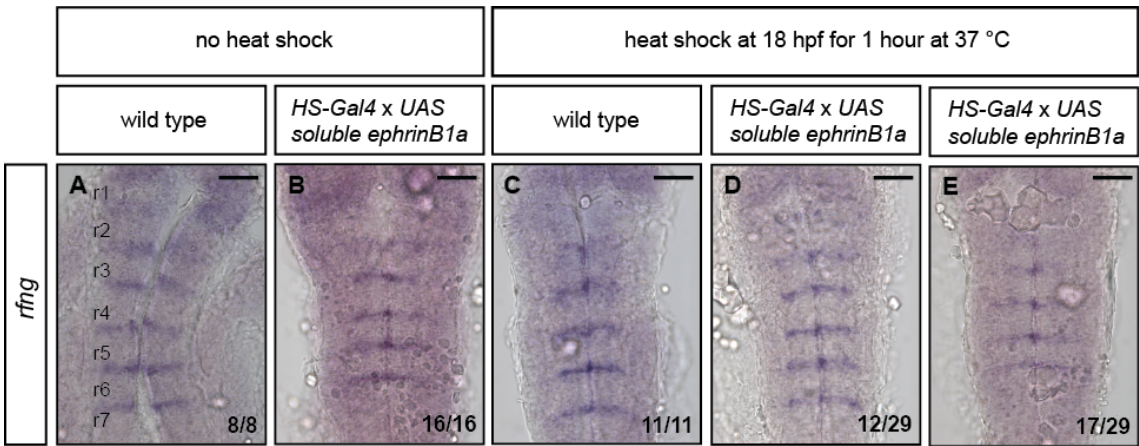 no heat shock
heat shock at 18 hpf for 1 hour at 37 °C
wild type
HS-Gal4 x UAS
soluble ephrinB1a
wild type
HS-Gal4 x UAS
soluble ephrinB1a
HS-Gal4 x UAS
soluble ephrinB1a
rfng
A
r1
r2
r3
r4
r5
r6
r7
8/8
B
16/16
C
11/11
D
12/29
E
17/29